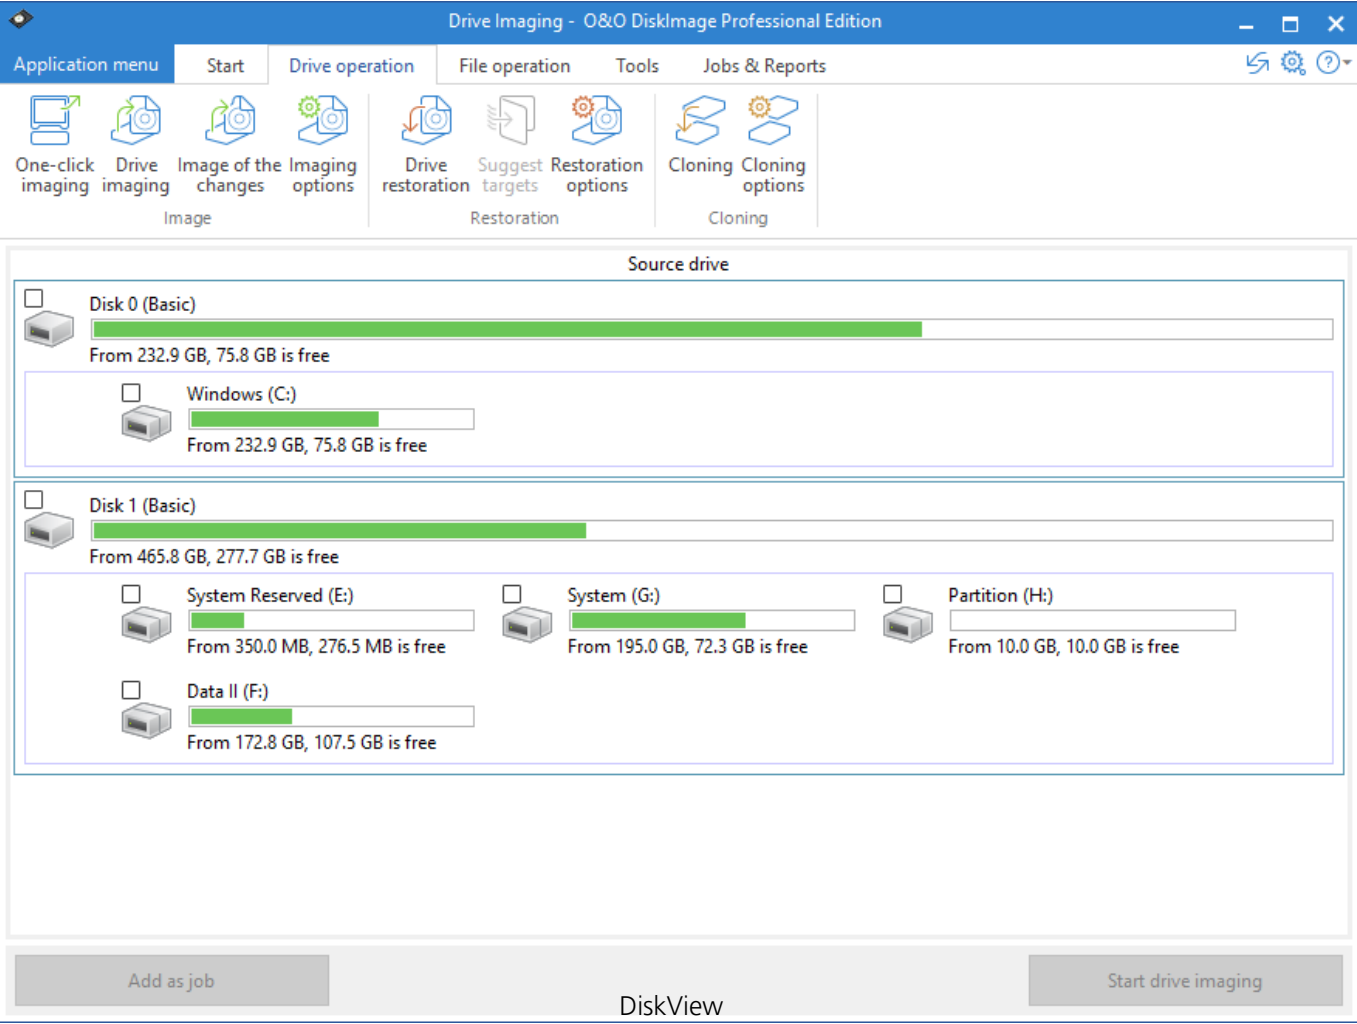 Drive Imaging - O&O DiskImage Professional Edition
Application menu
Start
Drive operation
File operation
Tools
Jobs & Reports
One-click imaging
Drive imaging
Image of the changes
Imaging options
Image
Drive restoration
Suggest targets
Restoration options
Restoration
Cloning
Cloning options
Cloning
Source drive
Disk 0 (Basic)
From 232.9 GB, 75.8 GB is free
Windows (C:)
From 232.9 GB, 75.8 GB is free
Disk 1 (Basic)
From 465.8 GB, 277.7 GB is free
System Reserved (E:)
From 350.0 MB, 276.5 MB is free
System (G:)
From 195.0 GB, 72.3 GB is free
Partition (H:)
From 10.0 GB, 10.0 GB is free
Data II (F:)
From 172.8 GB, 107.5 GB is free
Add as job
Start drive imaging
DiskView